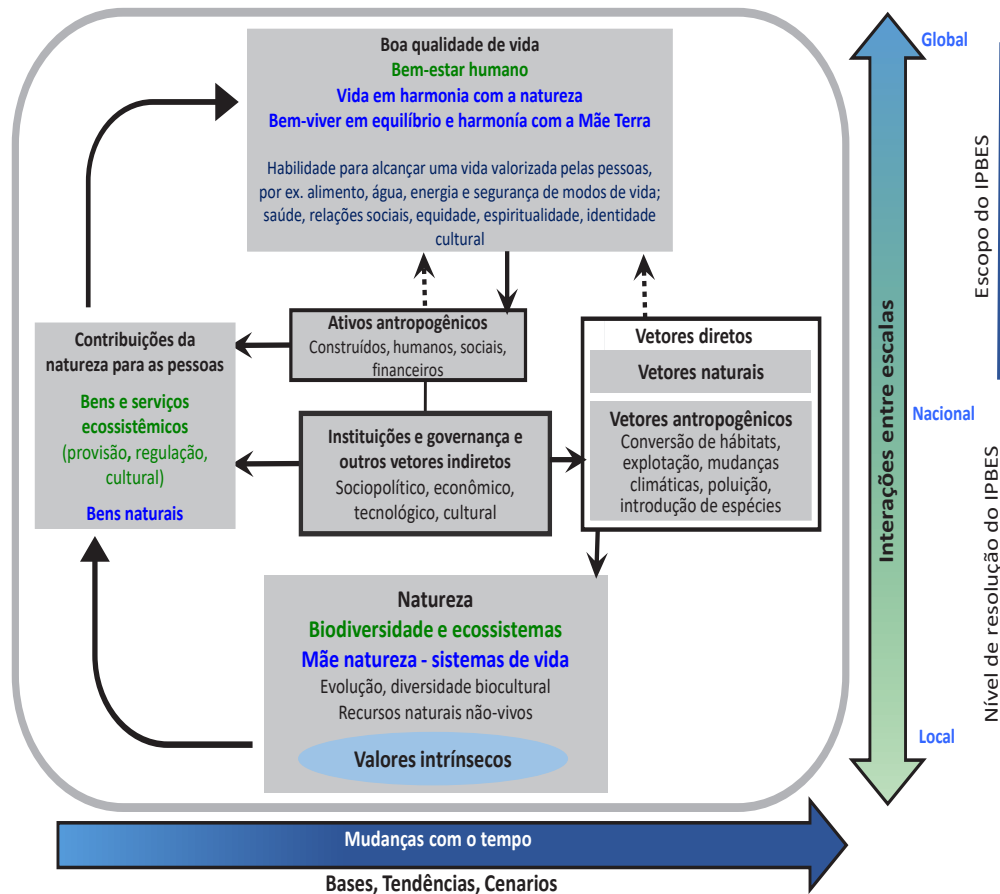 Boa qualidade de vida
Bem-estar humano
Vida em harmonia com a natureza
Bem-viver em equilíbrio e harmonía com a Mãe Terra
Habilidade para alcançar uma vida valorizada pelas pessoas,
por ex. alimento, água, energia e segurança de modos de vida;
saúde, relações sociais, equidade, espiritualidade, identidade
cultural
Contribuições da
natureza para as pessoas
Bens e serviços
ecossistêmicos
(provisão, regulação,
cultural)
Bens naturais
Ativos antropogênicos
Construídos, humanos, sociais,
financeiros
Instituições e governança e
outros vetores indiretos
Sociopolítico, econômico,
tecnológico, cultural
Vetores diretos
Vetores naturais
Vetores antropogênicos
Conversão de hábitats,
explotação, mudanças
climáticas, poluição,
introdução de espécies
Natureza
Biodiversidade e ecossistemas
Mãe natureza - sistemas de vida
Evolução, diversidade biocultural
Recursos naturais não-vivos
Valores intrínsecos
Mudanças com o tempo
Bases, Tendências, Cenarios
Interações entre escalas
Global
Nacional
Local
Escopo do IPBES
Nível de resolução do IPBES